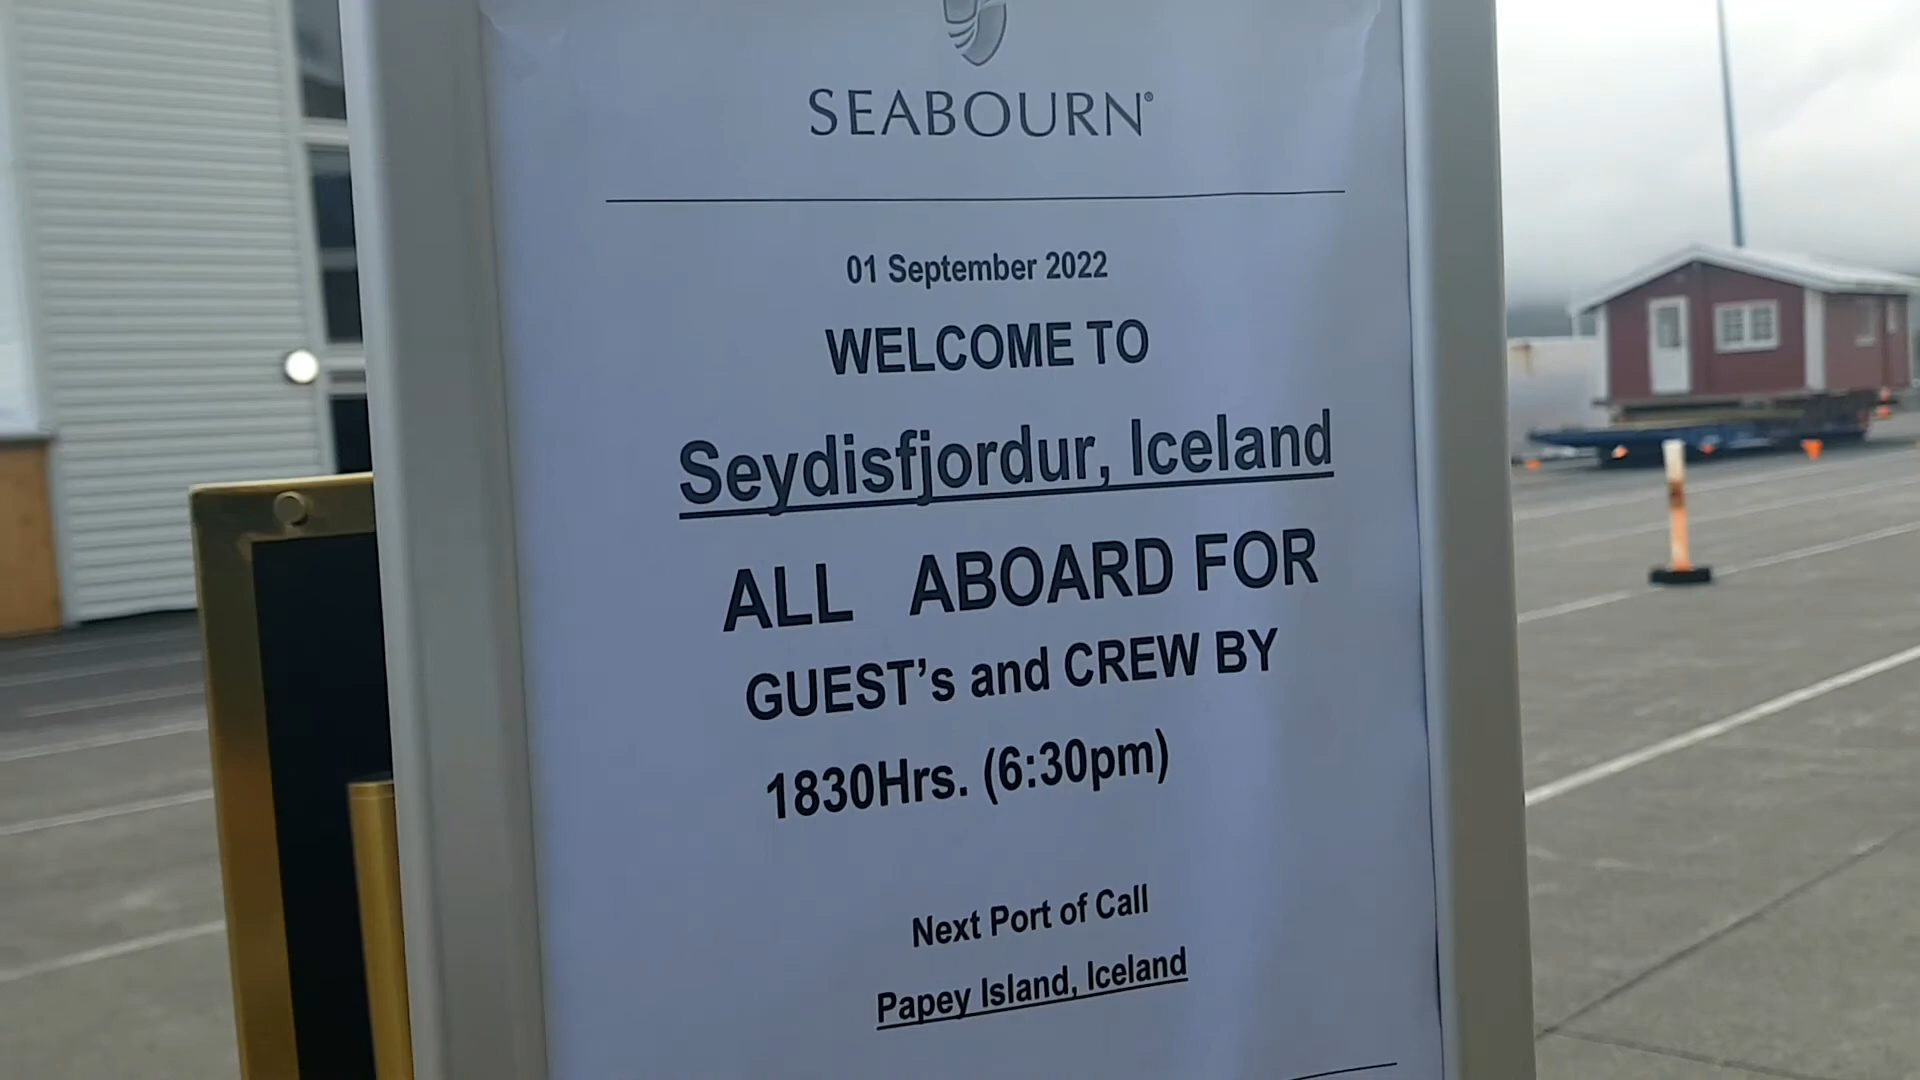 SEABOURN®
01 September 2022
WELCOME TO
Seydisfjordur, Iceland
ALL ABOARD FOR
GUEST's and CREW BY
1830Hrs. (6:30pm)
Next Port of Call
Papey Island, Iceland